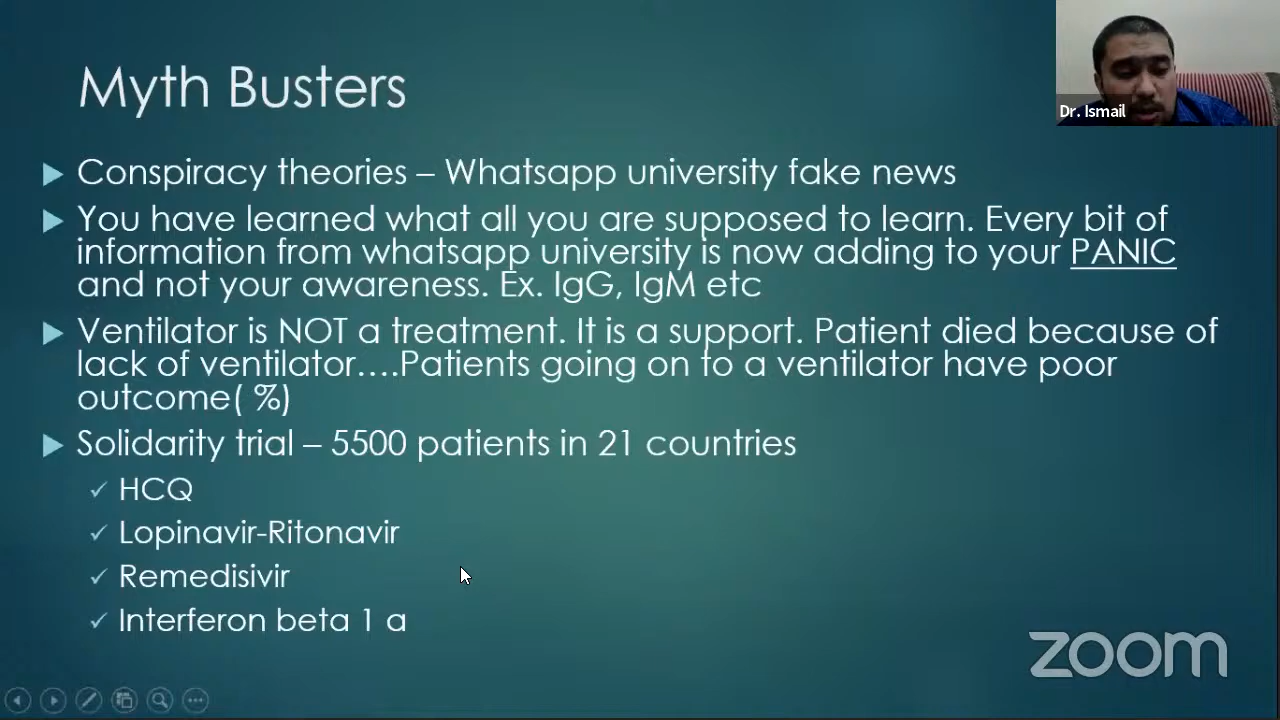 Myth Busters
Dr. Ismail
Conspiracy theories – Whatsapp university fake news
You have learned what all you are supposed to learn. Every bit of
information from whatsapp university is now adding to your PANIC
and not your awareness. Ex. IgG, IgM etc
Ventilator is NOT a treatment. It is a support. Patient died because of
lack of ventilator....Patients going on to a ventilator have poor
outcome( %)
Solidarity trial – 5500 patients in 21 countries
HCQ
Lopinavir-Ritonavir
Remedisivir
Interferon beta 1 a
zoom